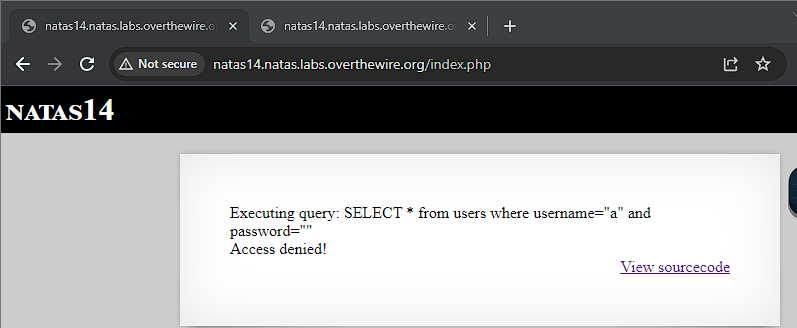 natas14.natas.labs.overthewire.o
natas14.natas.labs.overthewire.o
Not secure
natas14.natas.labs.overthewire.org/index.php
NATAS14
Executing query: SELECT * from users where username="a" and
password=""
Access denied!
View sourcecode